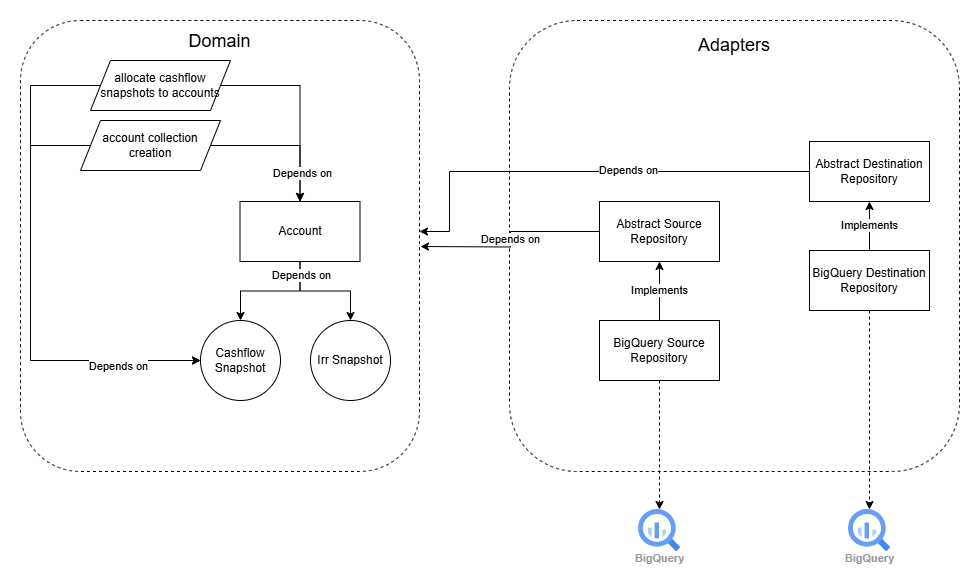 Domain
Adapters
allocate cashflow
snapshots to accounts
account collection
creation
Depends on
Account
Depends on
Cashflow
Snapshot
Irr Snapshot
Depends on
Depends on
Depends on
Abstract Destination
Repository
Implements
BigQuery Destination
Repository
Abstract Source
Repository
Implements
BigQuery Source
Repository
BigQuery
BigQuery